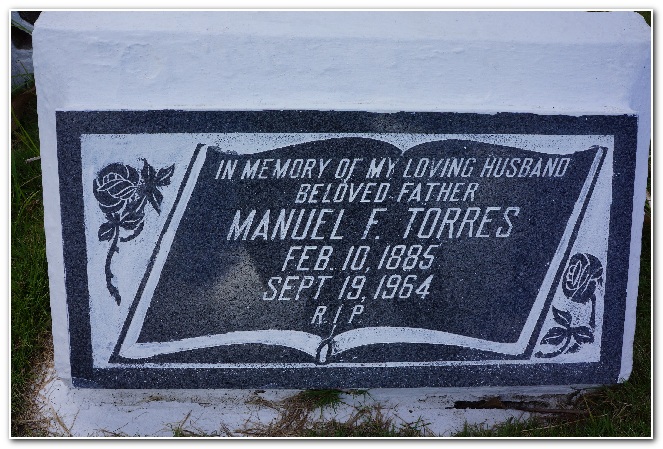 IN MEMORY OF MY LOVING HUSBAND
BELOVED FATHER
MANUEL F. TORRES
FEB. 10, 1885
SEPT 19, 1964
R I P